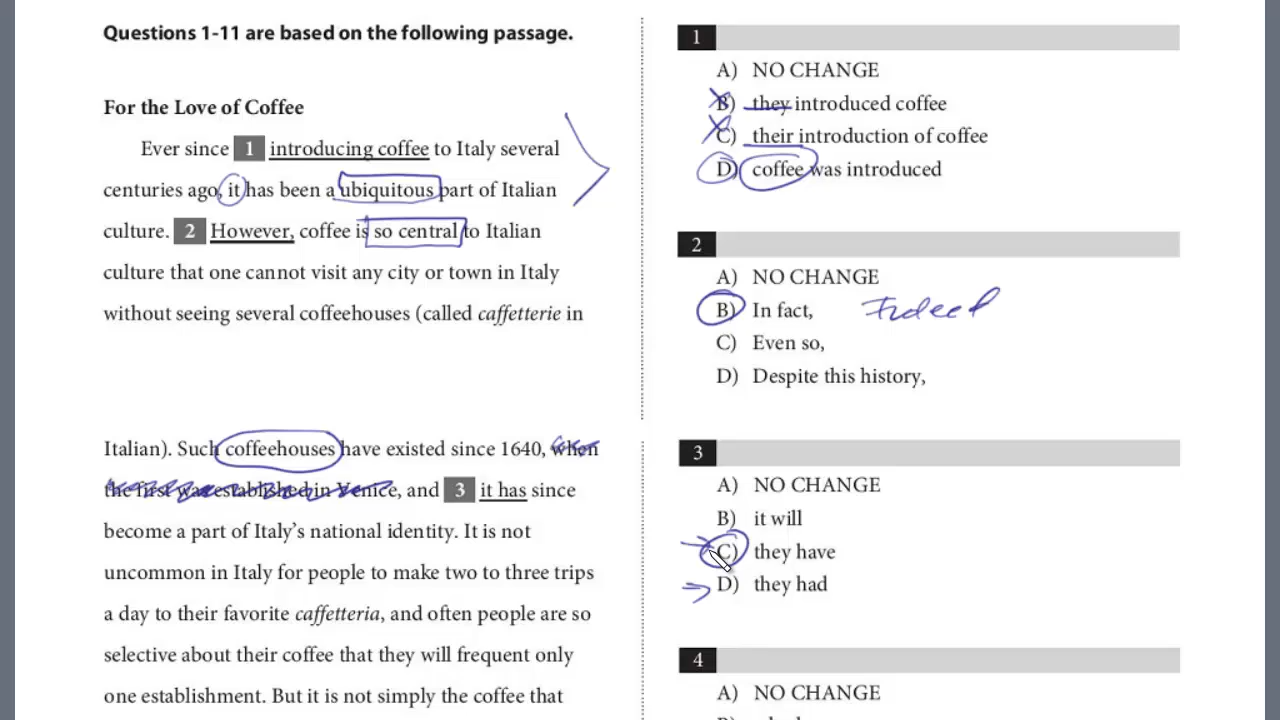 Questions 1-11 are based on the following passage.
For the Love of Coffee
Ever since 1 introducing coffee to Italy several
centuries ago, it has been a ubiquitous part of Italian
culture. 2 However, coffee is so central to Italian
culture that one cannot visit any city or town in Italy
without seeing several coffeehouses (called caffetterie in
Italian). Such coffeehouses have existed since 1640, when
the first was established in Venice, and 3 it has since
become a part of Italy's national identity. It is not
uncommon in Italy for people to make two to three trips
a day to their favorite caffetteria, and often people are so
selective about their coffee that they will frequent only
one establishment. But it is not simply the coffee that
1
A) NO CHANGE
B) they introduced coffee
C) their introduction of coffee
D) coffee was introduced
2
A) NO CHANGE
B) In fact, Indeed
C) Even so,
D) Despite this history,
3
A) NO CHANGE
B) it will
C) they have
D) they had
4
A) NO CHANGE